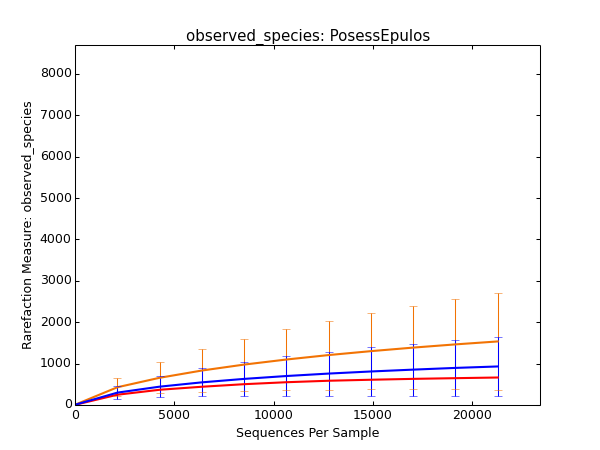 observed_species: PosessEpulos
8000
7000
6000
5000
4000
3000
2000
1000
0
Rarefaction Measure: observed_species
0 5000 10000 15000 20000
Sequences Per Sample